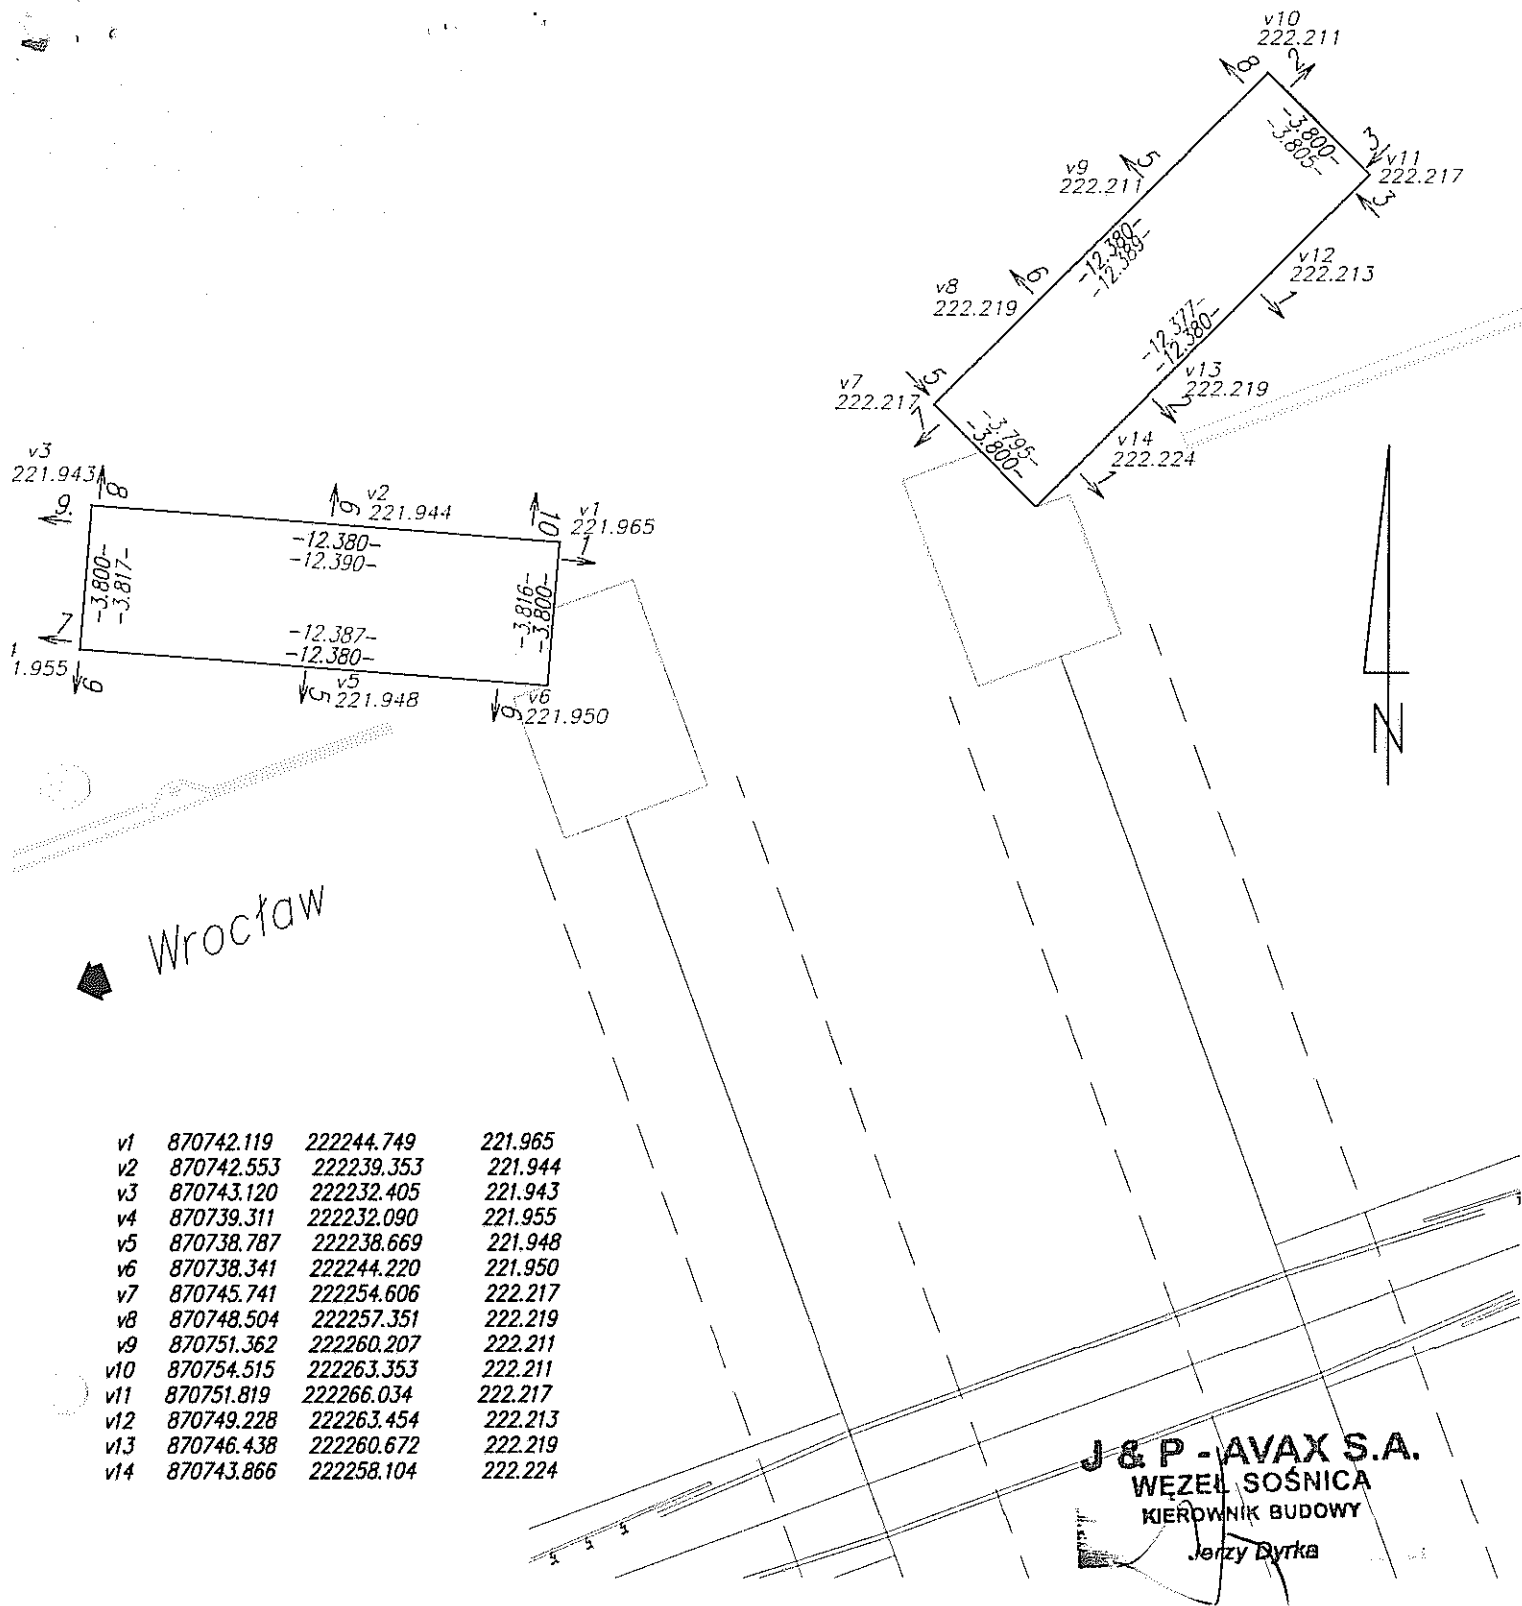 v10
222.211
8
2
-3.800-
-3.805-
3
v11
222.217
3
v9
222.211
5
-12.380-
-12.389-
v12
222.213
1
v8
222.219
6
-12.377-
-12.380-
v13
222.219
2
v7
222.217
5
7
-3.795-
-3.800-
v14
222.224
1
v3
221.943
8
9
v2
221.944
6
v1
221.965
10
1
-12.380-
-12.390-
-3.800-
-3.817-
-3.816-
-3.800-
7
-12.387-
-12.380-
1.955
6
v5
221.948
5
v6
221.950
6
N
Wrocław
v1 870742.119 222244.749 221.965
v2 870742.553 222239.353 221.944
v3 870743.120 222232.405 221.943
v4 870739.311 222232.090 221.955
v5 870738.787 222238.669 221.948
v6 870738.341 222244.220 221.950
v7 870745.741 222254.606 222.217
v8 870748.504 222257.351 222.219
v9 870751.362 222260.207 222.211
v10 870754.515 222263.353 222.211
v11 870751.819 222266.034 222.217
v12 870749.228 222263.454 222.213
v13 870746.438 222260.672 222.219
v14 870743.866 222258.104 222.224
J & P - AVAX S.A.
WĘZEŁ SOŚNICA
KIEROWNIK BUDOWY
Jerzy Dyrka